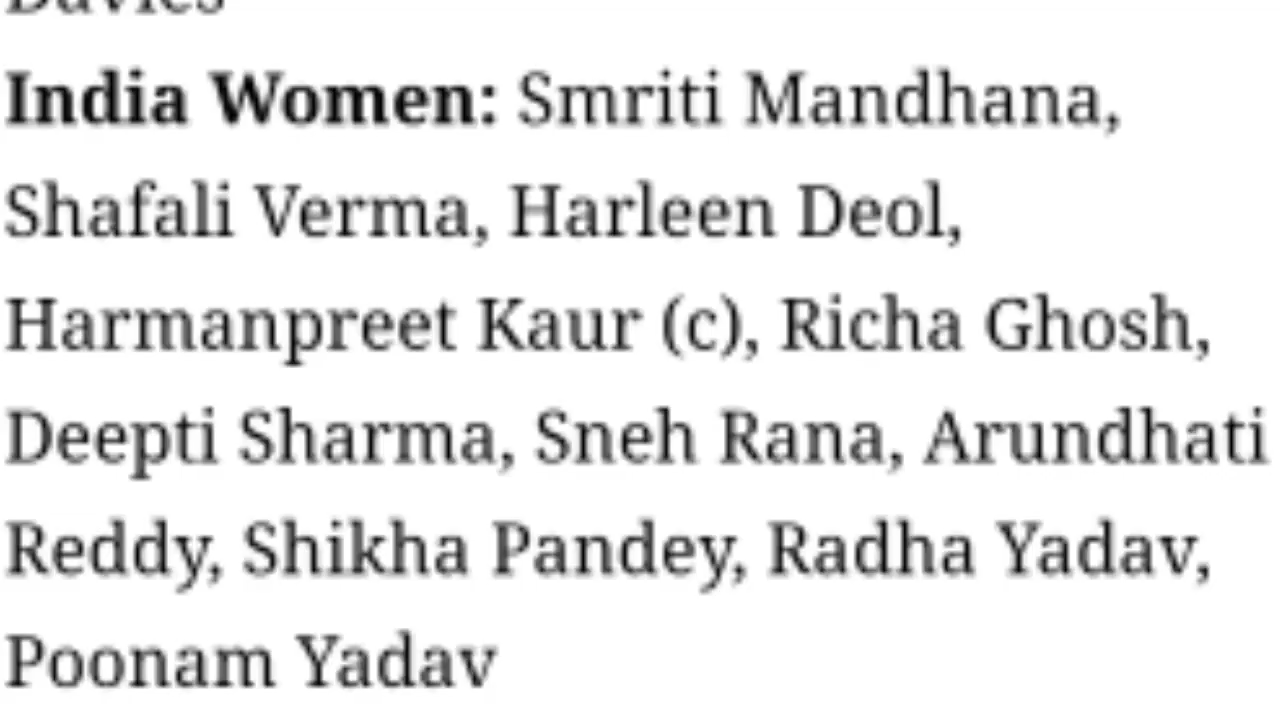 Davies
India Women: Smriti Mandhana,
Shafali Verma, Harleen Deol,
Harmanpreet Kaur (c), Richa Ghosh,
Deepti Sharma, Sneh Rana, Arundhati
Reddy, Shikha Pandey, Radha Yadav,
Poonam Yadav